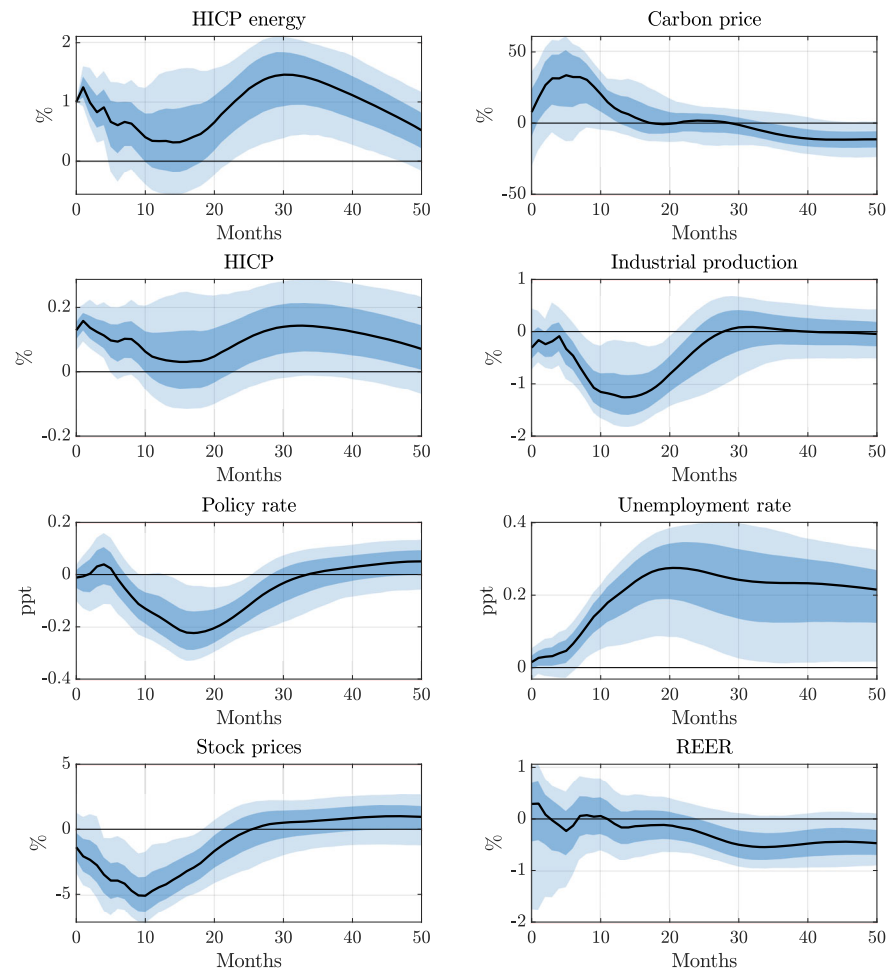 HICP energy
2
1
0
%
0 10 20 30 40 50
Months
Carbon price
50
0
-50
%
0 10 20 30 40 50
Months
HICP
0.2
0
-0.2
%
0 10 20 30 40 50
Months
Industrial production
1
0
-1
-2
%
0 10 20 30 40 50
Months
Policy rate
0.2
0
-0.2
-0.4
ppt
0 10 20 30 40 50
Months
Unemployment rate
0.4
0.2
0
ppt
0 10 20 30 40 50
Months
Stock prices
5
0
-5
%
0 10 20 30 40 50
Months
REER
1
0
-1
-2
%
0 10 20 30 40 50
Months